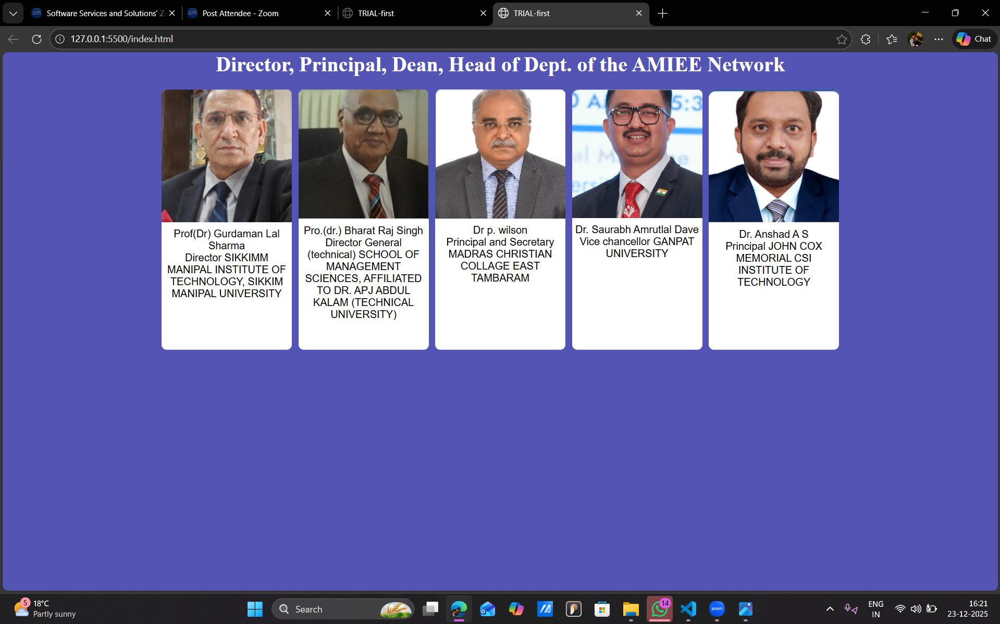 Software Services and Solutions' Z
Post Attendee - Zoom
TRIAL-first
TRIAL-first
127.0.0.1:5500/index.html
Chat
Director, Principal, Dean, Head of Dept. of the AMIEE Network
Prof(Dr) Gurdaman Lal
Sharma
Director SIKKIMM
MANIPAL INSTITUTE OF
TECHNOLOGY, SIKKIM
MANIPAL UNIVERSITY
Pro.(dr.) Bharat Raj Singh
Director General
(technical) SCHOOL OF
MANAGEMENT
SCIENCES, AFFILIATED
TO DR. APJ ABDUL
KALAM (TECHNICAL
UNIVERSITY)
Dr p. wilson
Principal and Secretary
MADRAS CHRISTIAN
COLLAGE EAST
TAMBARAM
5:3
Dr. Saurabh Amrutlal Dave
Vice chancellor GANPAT
UNIVERSITY
Dr. Anshad A S
Principal JOHN COX
MEMORIAL CSI
INSTITUTE OF
TECHNOLOGY
5
18°C
Partly sunny
Search
14
zoom
ENG
IN
16:21
23-12-2025